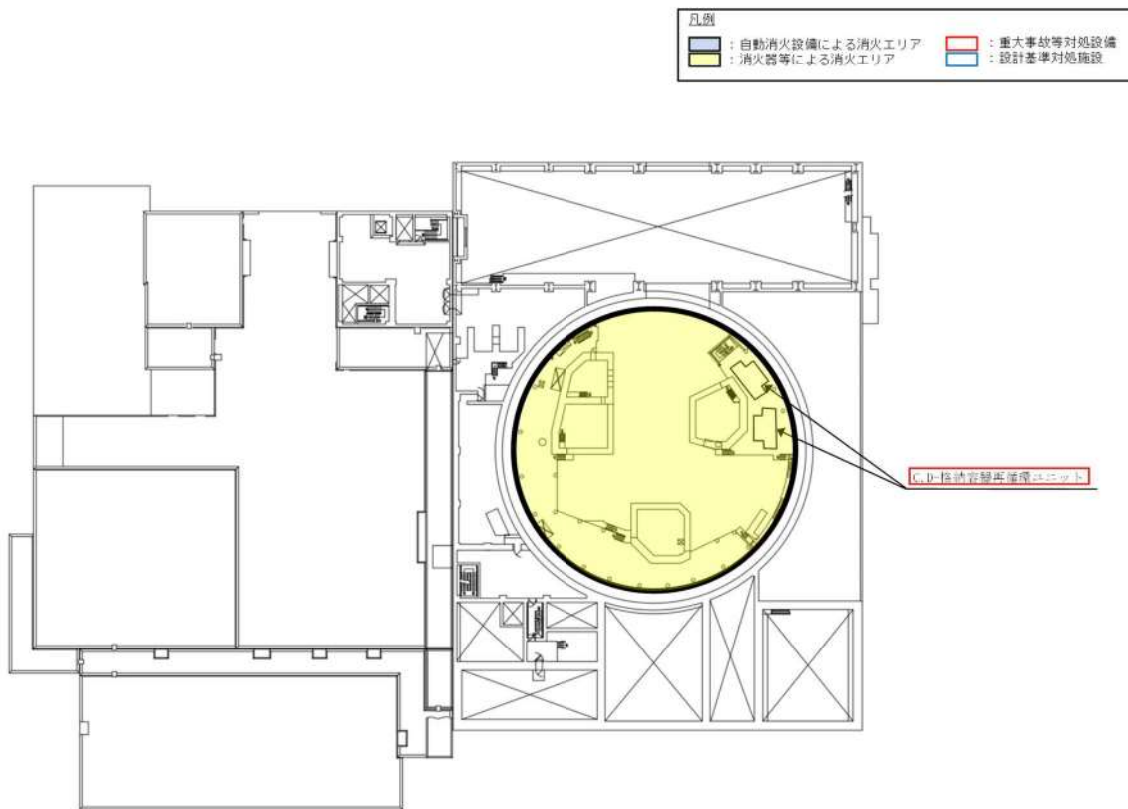 凡例
：自動消火設備による消火エリア
：重大事故等対処設備
：消火器等による消火エリア
：設計基準対処施設
C,D-格納容器再循環ユニット